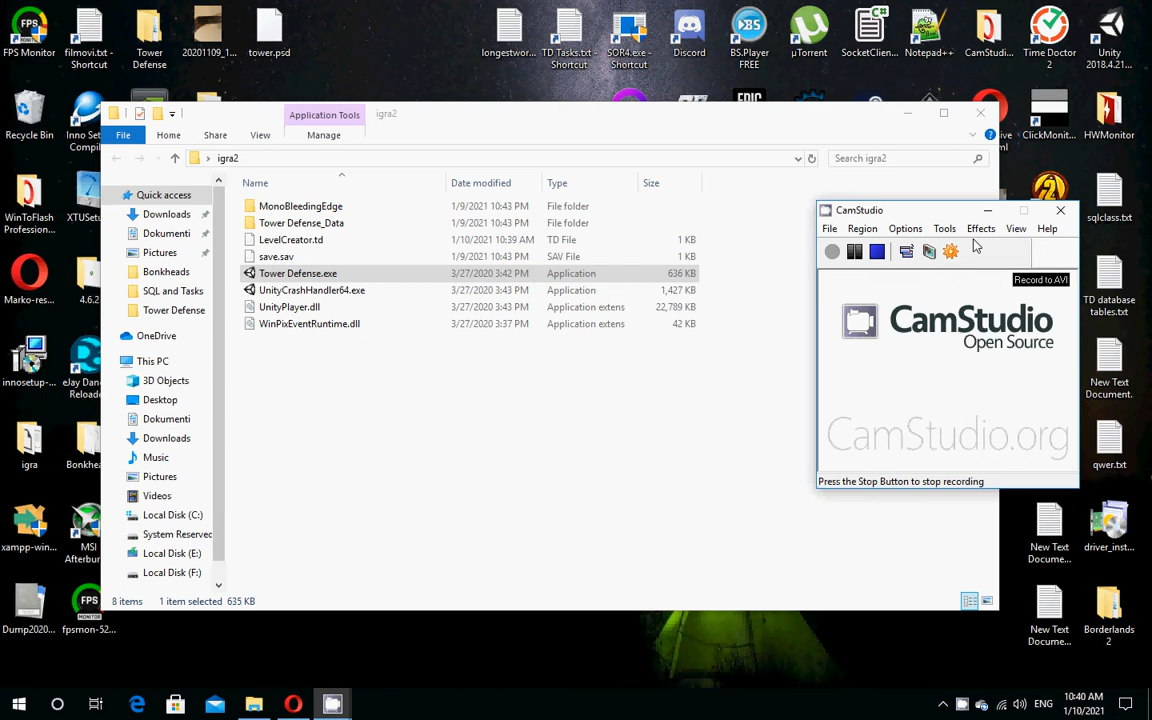 FPS Monitor
filmovi.txt - Shortcut
Tower Defense
20201109_1...
tower.psd
longestwor...
TD Tasks.txt - Shortcut
SOR4.exe - Shortcut
Discord
BS.Player FREE
µTorrent
SocketClien...
Notepad++
CamStudio...
Time Doctor 2
Unity 2018.4.21...
Application Tools
igra2
File
Home
Share
View
Manage
igra2
Search igra2
Name
Date modified
Type
Size
Quick access
Downloads
Dokumenti
Pictures
Bonkheads
SQL and Tasks
Tower Defense
OneDrive
This PC
3D Objects
Desktop
Dokumenti
Downloads
Music
Pictures
Videos
Local Disk (C:)
System Reserved
Local Disk (E:)
Local Disk (F:)
MonoBleedingEdge 1/9/2021 10:43 PM File folder
Tower Defense_Data 1/9/2021 10:43 PM File folder
LevelCreator.td 1/10/2021 10:39 AM TD File 1 KB
save.sav 1/9/2021 10:43 PM SAV File 1 KB
Tower Defense.exe 3/27/2020 3:42 PM Application 636 KB
UnityCrashHandler64.exe 3/27/2020 3:43 PM Application 1,427 KB
UnityPlayer.dll 3/27/2020 3:43 PM Application extens 22,789 KB
WinPixEventRuntime.dll 3/27/2020 3:37 PM Application extens 42 KB
8 items 1 item selected 635 KB
CamStudio
File Region Options Tools Effects View Help
Record to AVI
CamStudio
Open Source
CamStudio.org
Press the Stop Button to stop recording
Recycle Bin
Inno Set
Compil
EPIC
ClickMonit...
HWMonitor
WinToFlash Professional...
XTUSetu
sqlclass.txt
Marko-res...
TD database tables.txt
innosetup-...
eJay Dan
Reloade
New Text Document.
igra
Bonkhea
qwer.txt
xampp-win...
MSI
Afterbur
New Text Docume...
driver_inst...
Dump2020...
fpsmon-52...
New Text Docume...
Borderlands 2
ENG
10:40 AM
1/10/2021